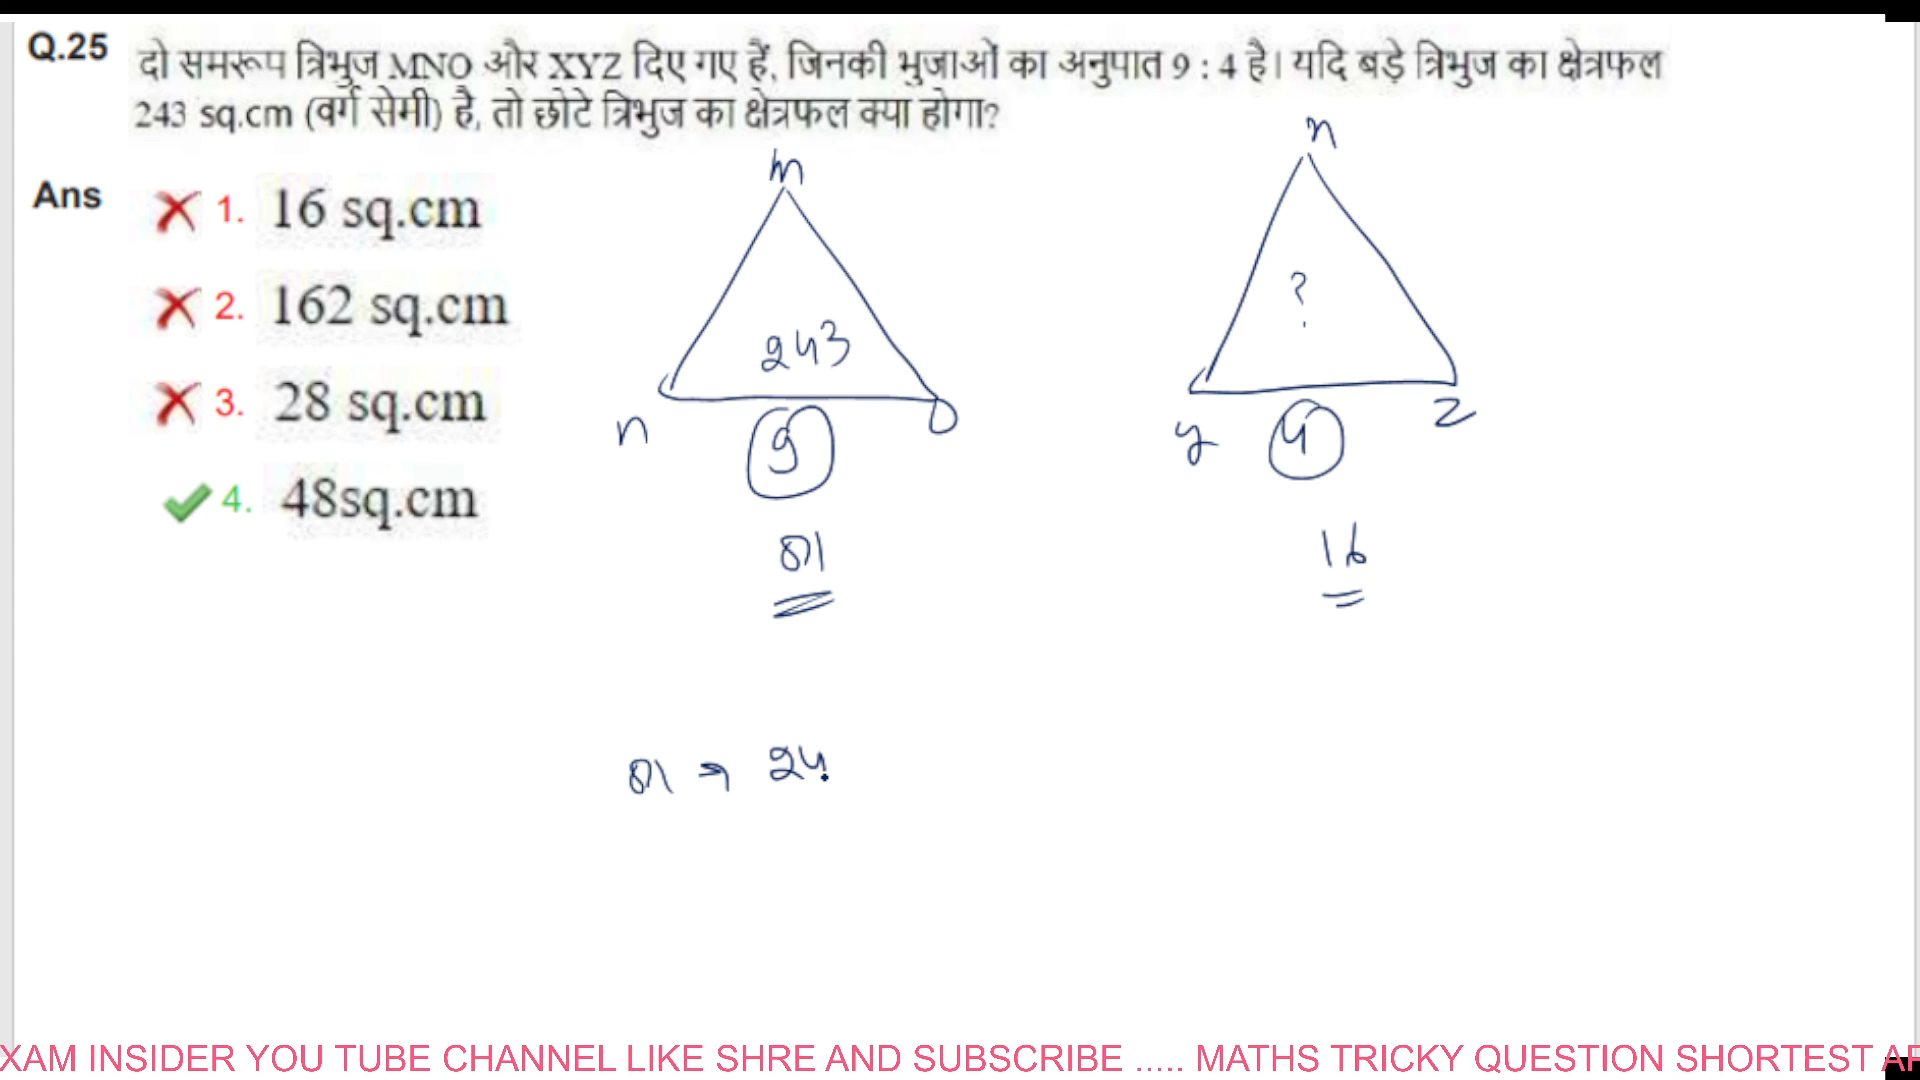 Q.25 दो समरूप त्रिभुज MNO और XYZ दिए गए हैं, जिनकी भुजाओं का अनुपात 9 : 4 है। यदि बड़े त्रिभुज का क्षेत्रफल
243 sq.cm (वर्ग सेमी) है, तो छोटे त्रिभुज का क्षेत्रफल क्या होगा?
Ans
1. 16 sq.cm
2. 162 sq.cm
3. 28 sq.cm
4. 48sq.cm
m
243
n
O
9
81
x
?
y
z
4
16
81 → 24
XAM INSIDER YOU TUBE CHANNEL LIKE SHRE AND SUBSCRIBE ..... MATHS TRICKY QUESTION SHORTEST